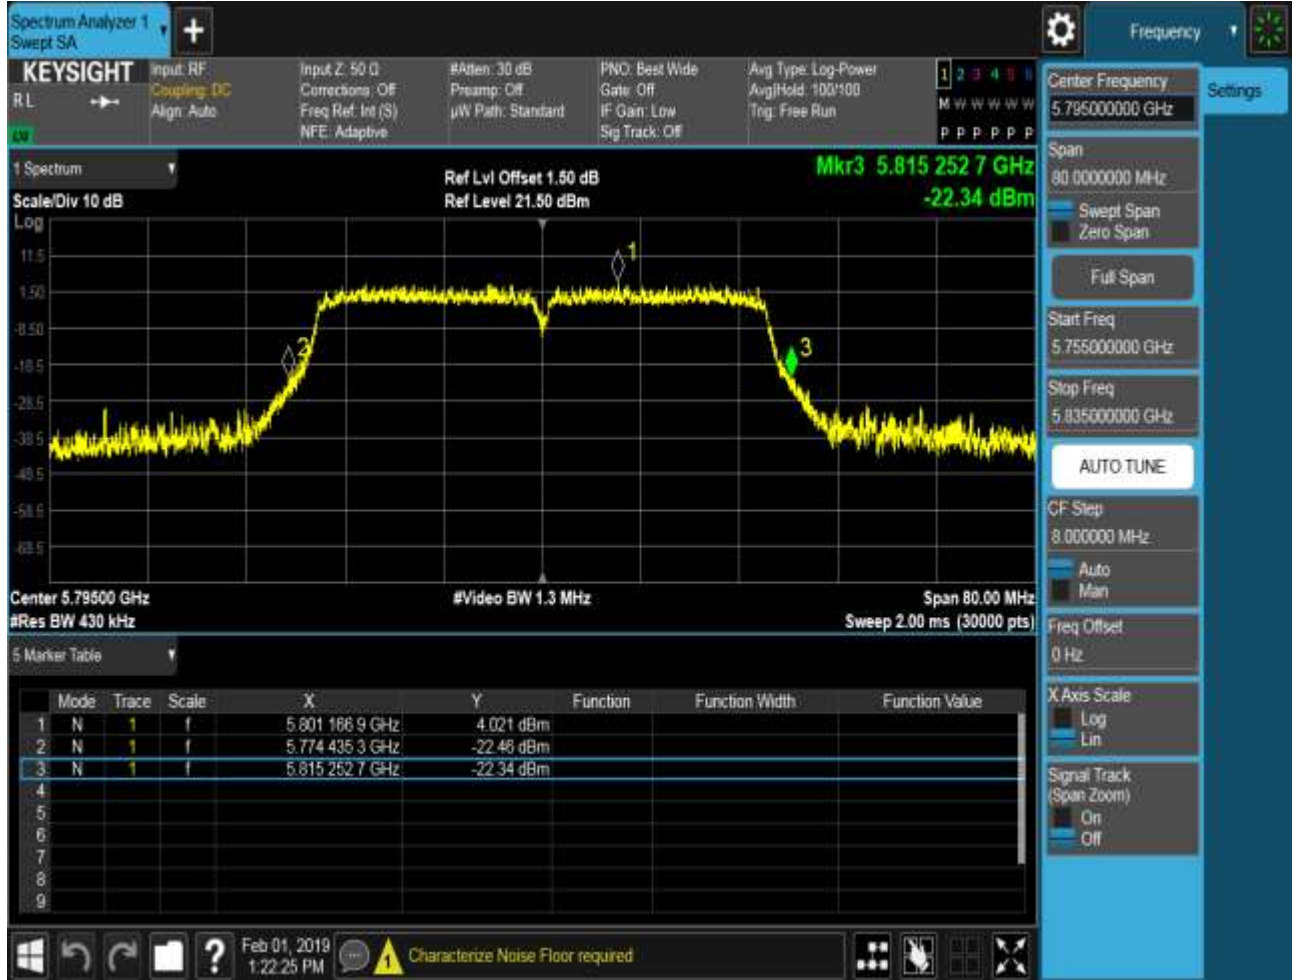 Spectrum Analyzer 1
Swept SA
+
Frequency
KEYSIGHT
RL
Input: RF
Coupling: DC
Align: Auto
Input Z: 50 Ω
Corrections: Off
Freq Ref: Int (S)
NFE: Adaptive
#Atten: 30 dB
Preamp: Off
µW Path: Standard
PNO: Best Wide
Gate: Off
IF Gain: Low
Sig Track: Off
Avg Type: Log-Power
Avg|Hold: 100/100
Trig: Free Run
1 2 3 4 5 6
M W W W W W
P P P P P P
1 Spectrum
Scale/Div 10 dB
Ref Lvl Offset 1.50 dB
Ref Level 21.50 dBm
Mkr3 5.815 252 7 GHz
-22.34 dBm
Log
11.5
1.50
-8.50
-18.5
-28.5
-38.5
-48.5
-58.5
-68.5
1
2
3
Center 5.79500 GHz
#Video BW 1.3 MHz
Span 80.00 MHz
#Res BW 430 kHz
Sweep 2.00 ms (30000 pts)
5 Marker Table
Mode Trace Scale X Y Function Function Width Function Value
1 N 1 f 5.801 166 9 GHz 4.021 dBm
2 N 1 f 5.774 435 3 GHz -22.46 dBm
3 N 1 f 5.815 252 7 GHz -22.34 dBm
4
5
6
7
8
9
Center Frequency
5.795000000 GHz
Settings
Span
80.0000000 MHz
Swept Span
Zero Span
Full Span
Start Freq
5.755000000 GHz
Stop Freq
5.835000000 GHz
AUTO TUNE
CF Step
8.000000 MHz
Auto
Man
Freq Offset
0 Hz
X Axis Scale
Log
Lin
Signal Track
(Span Zoom)
On
Off
?
Feb 01, 2019
1:22:25 PM
1
Characterize Noise Floor required